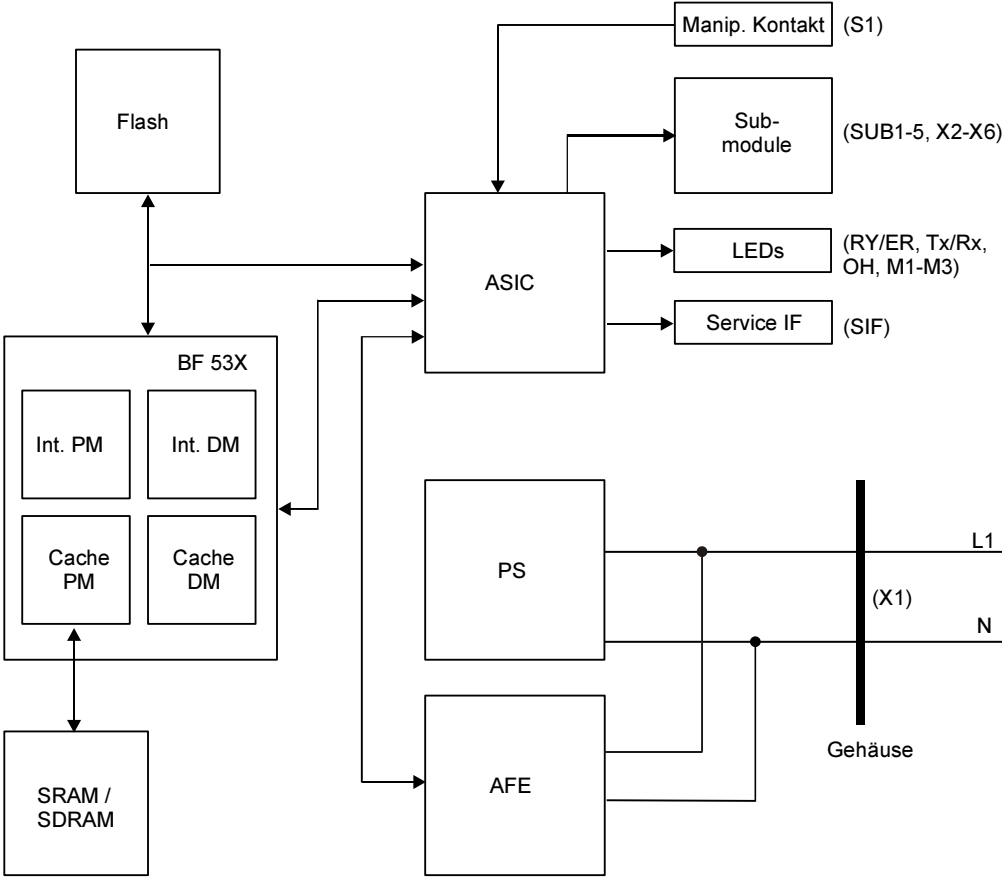 Manip. Kontakt
(S1)
Flash
Sub-
module
(SUB1-5, X2-X6)
ASIC
LEDs
(RY/ER, Tx/Rx,
OH, M1-M3)
Service IF
(SIF)
BF 53X
Int. PM
Int. DM
Cache
PM
Cache
DM
PS
L1
(X1)
N
Gehäuse
AFE
SRAM /
SDRAM